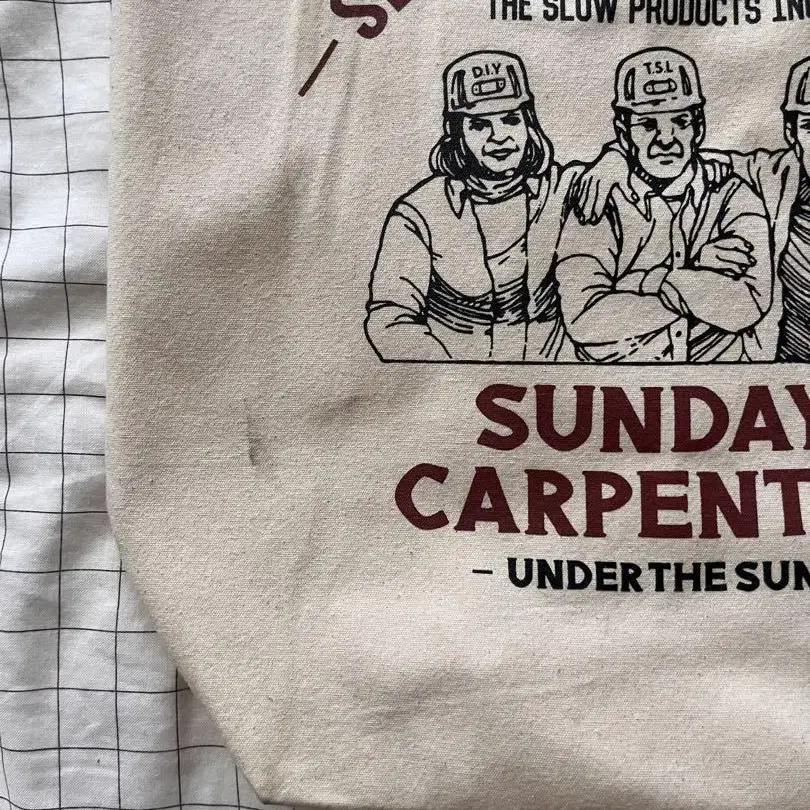 THE SLOW PRODUCTS IN
D.I.Y
T.S.L
SUNDAY
CARPENT
- UNDER THE SUN